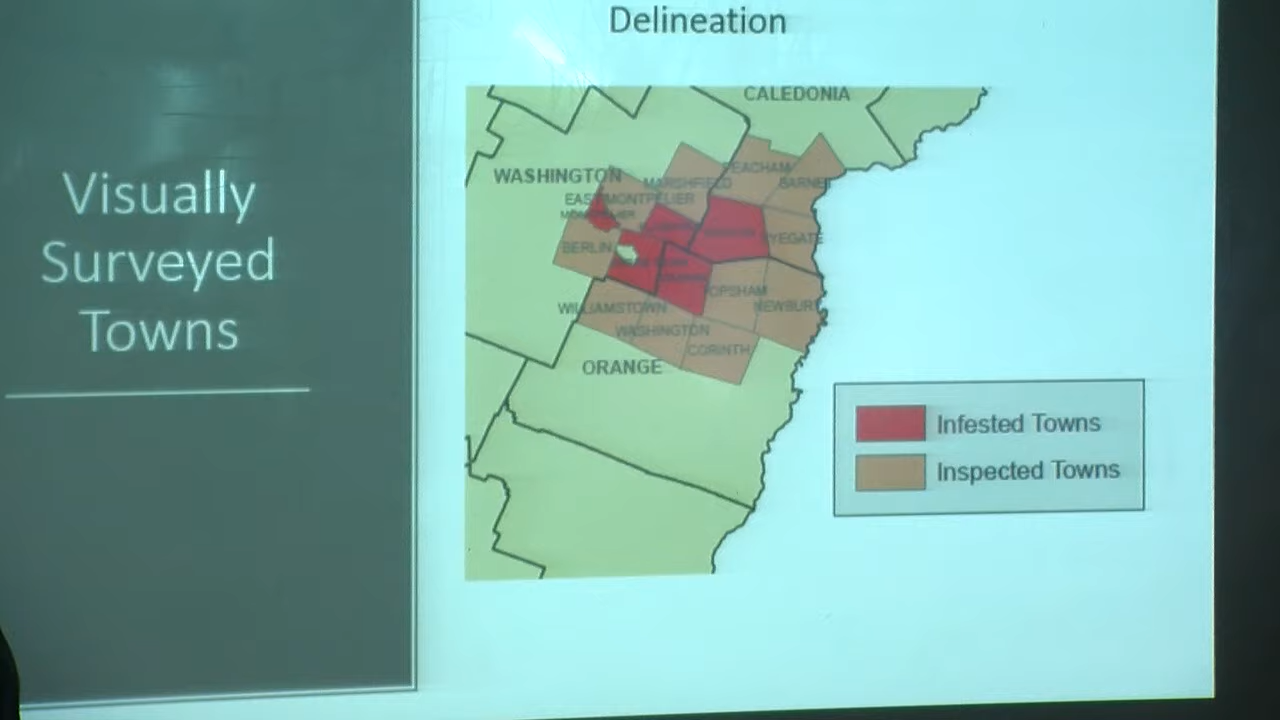 Delineation
Visually
Surveyed
Towns
CALEDONIA
WASHINGTON
PEACHAM
MARSHFIELD
BARNET
EAST MONTPELIER
MONTPELIER
BERLIN
RYEGATE
TOPSHAM
NEWBURY
WILLIAMSTOWN
WASHINGTON
CORINTH
ORANGE
Infested Towns
Inspected Towns